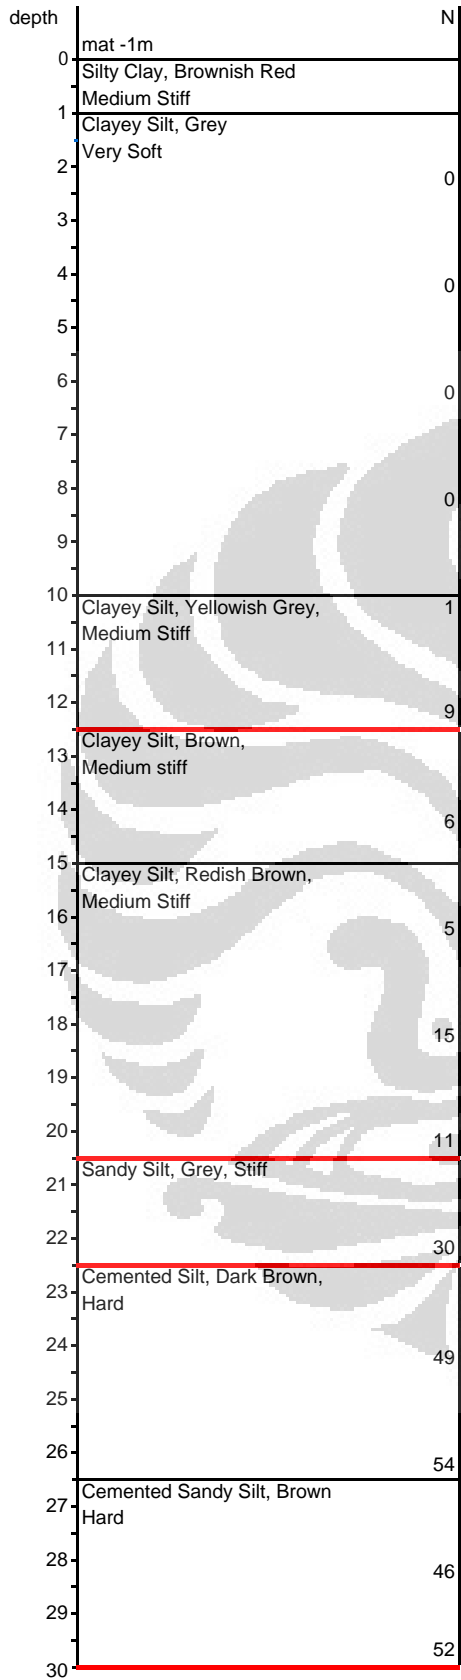 depth N
mat -1m
0
Silty Clay, Brownish Red
Medium Stiff
1
Clayey Silt, Grey
Very Soft
2
0
3
4
0
5
6
0
7
8
0
9
10
Clayey Silt, Yellowish Grey,
1
Medium Stiff
11
12
9
Clayey Silt, Brown,
13
Medium stiff
14
6
15
Clayey Silt, Redish Brown,
Medium Stiff
16
5
17
18
15
19
20
11
Sandy Silt, Grey, Stiff
21
22
30
Cemented Silt, Dark Brown,
23
Hard
24
49
25
26
54
Cemented Sandy Silt, Brown
27
Hard
28
46
29
52
30